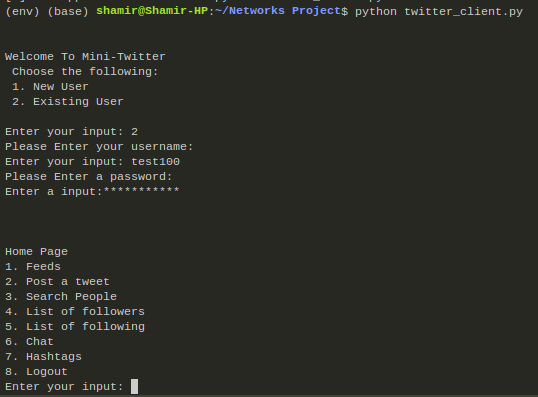 (env) (base) shamir@Shamir-HP:~/Networks Project$ python twitter_client.py
Welcome To Mini-Twitter
Choose the following:
1. New User
2. Existing User
Enter your input: 2
Please Enter your username:
Enter your input: test100
Please Enter a password:
Enter a input:***********
Home Page
1. Feeds
2. Post a tweet
3. Search People
4. List of followers
5. List of following
6. Chat
7. Hashtags
8. Logout
Enter your input: